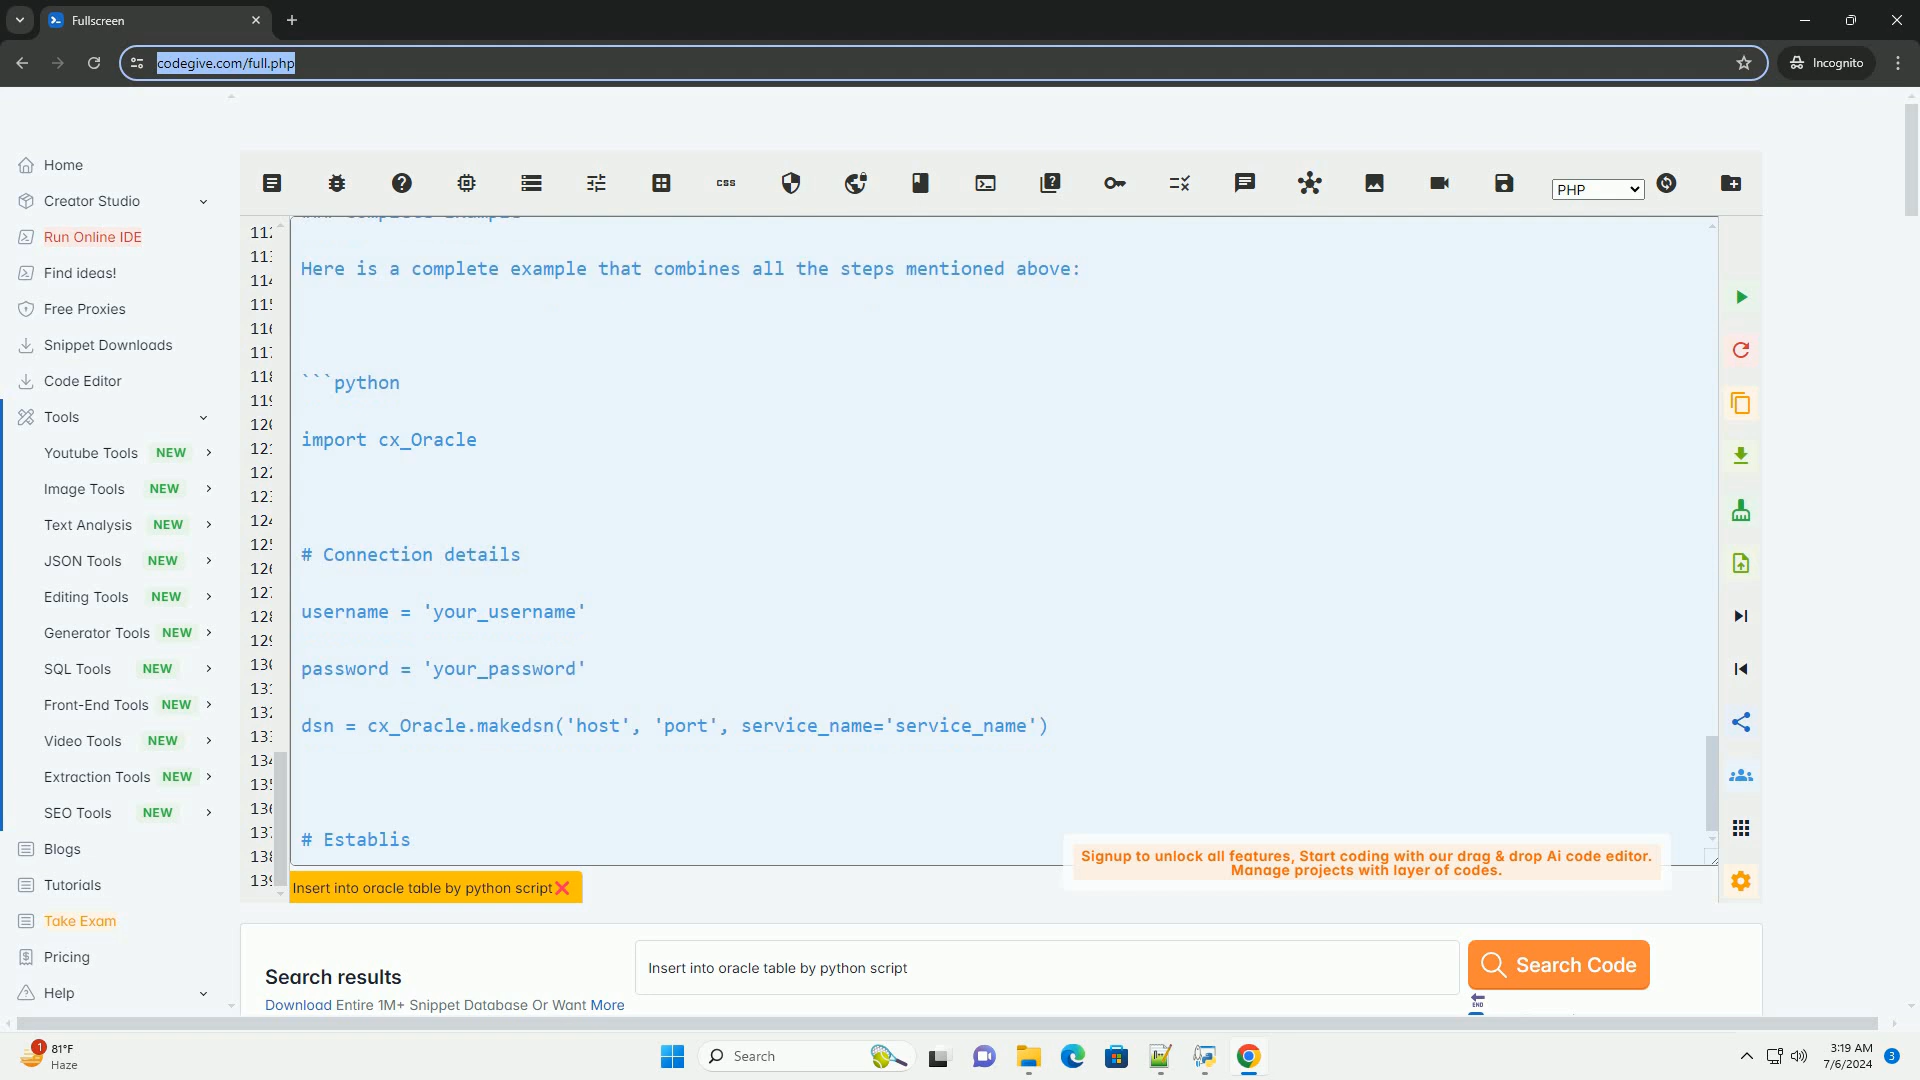 Fullscreen
codegive.com/full.php
Incognito
Home
Creator Studio
Run Online IDE
Find ideas!
Free Proxies
Snippet Downloads
Code Editor
Tools
Youtube Tools NEW
Image Tools NEW
Text Analysis NEW
JSON Tools NEW
Editing Tools NEW
Generator Tools NEW
SQL Tools NEW
Front-End Tools NEW
Video Tools NEW
Extraction Tools NEW
SEO Tools NEW
Blogs
Tutorials
Take Exam
Pricing
Help
css
PHP
Here is a complete example that combines all the steps mentioned above:
```python
import cx_Oracle
# Connection details
username = 'your_username'
password = 'your_password'
dsn = cx_Oracle.makedsn('host', 'port', service_name='service_name')
# Establis
Signup to unlock all features, Start coding with our drag & drop Ai code editor.
Manage projects with layer of codes.
Insert into oracle table by python script
Search results
Insert into oracle table by python script
Search Code
Download Entire 1M+ Snippet Database Or Want More
END
1
81°F
Haze
Search
3:19 AM
7/6/2024
3